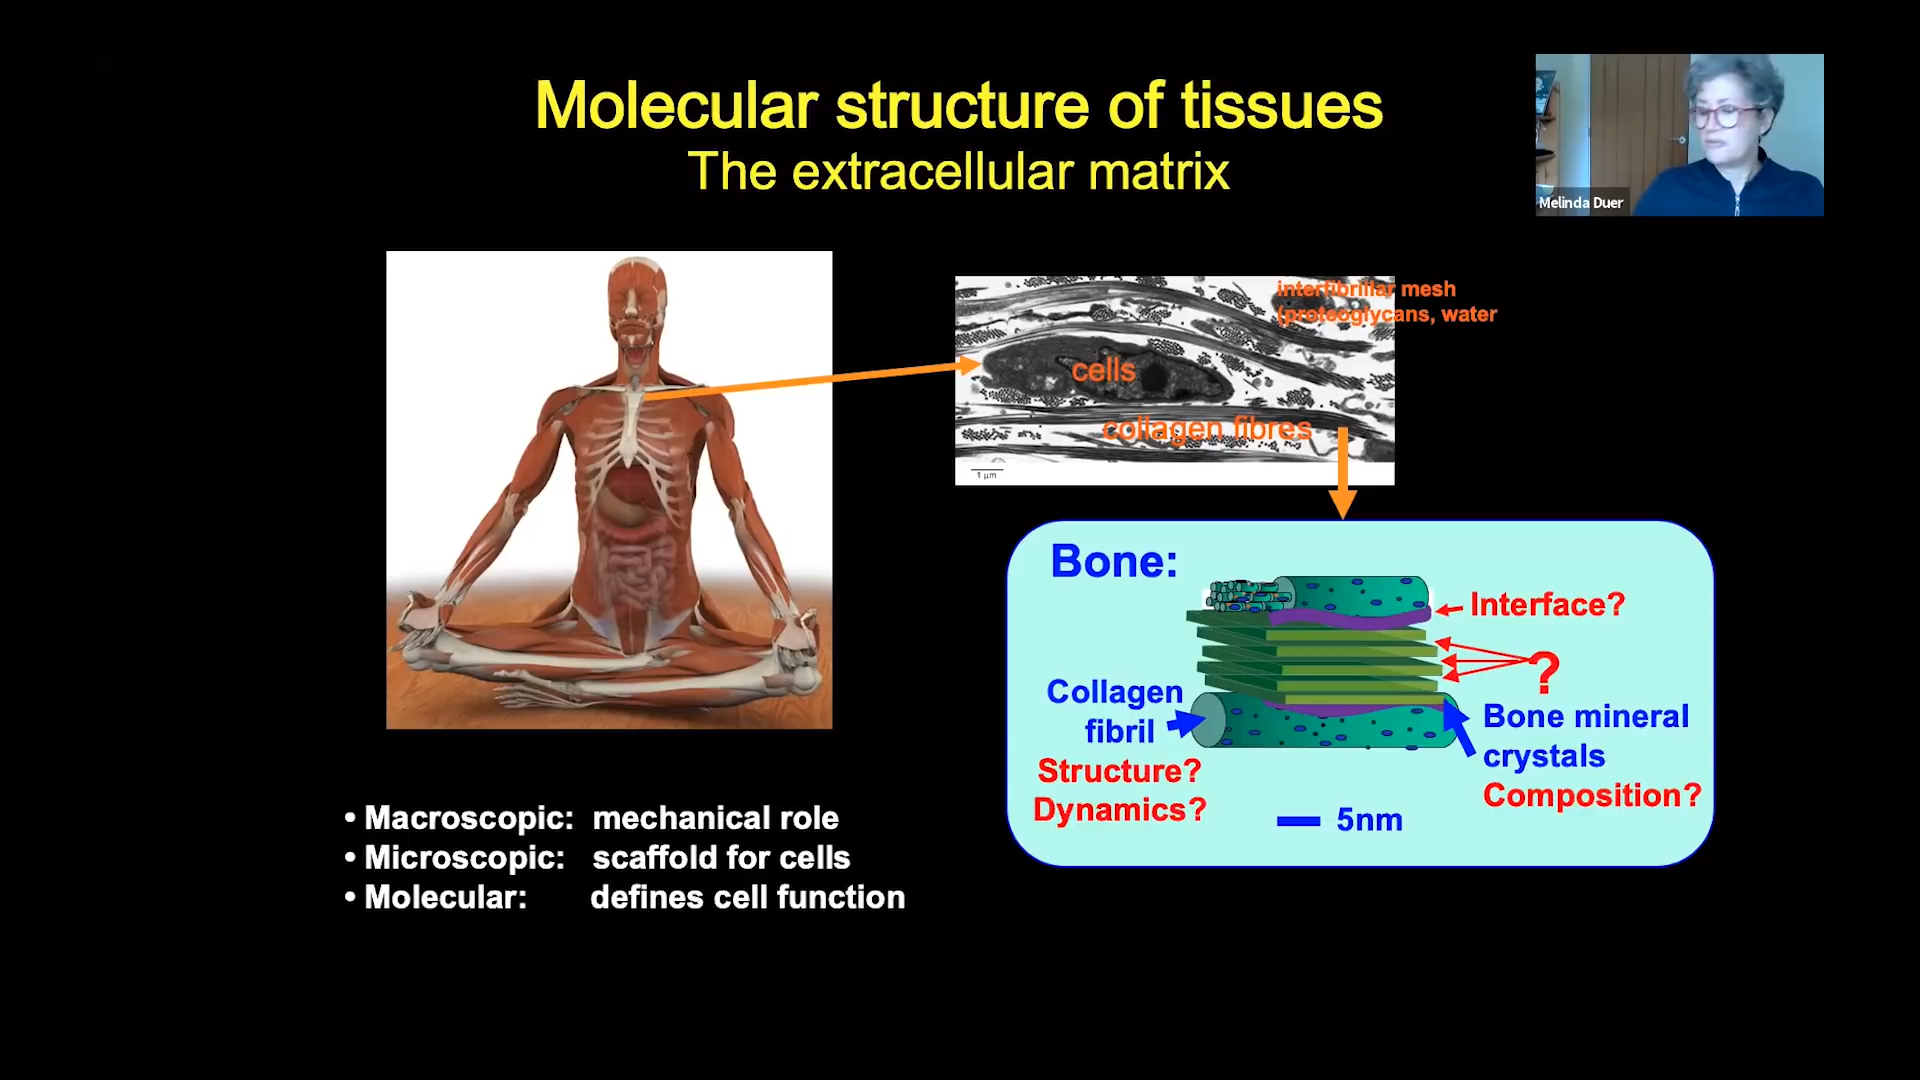 Molecular structure of tissues
The extracellular matrix
Melinda Duer
interfibrillar mesh
(proteoglycans, water
cells
collagen fibres
1 µm
Bone:
Interface?
?
Collagen
fibril
Structure?
Dynamics?
Bone mineral
crystals
Composition?
5nm
• Macroscopic: mechanical role
• Microscopic: scaffold for cells
• Molecular: defines cell function